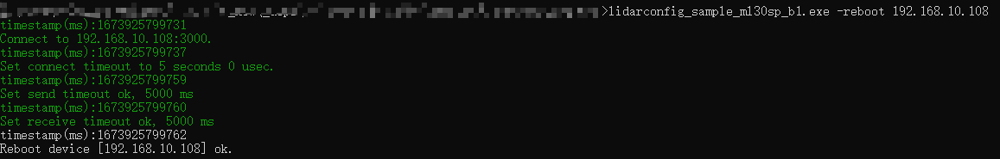 >lidarconfig_sample_ml30sp_b1.exe -reboot 192.168.10.108
timestamp(ms):1673925799731
Connect to 192.168.10.108:3000.
timestamp(ms):1673925799737
Set connect timeout to 5 seconds 0 usec.
timestamp(ms):1673925799759
Set send timeout ok, 5000 ms
timestamp(ms):1673925799760
Set receive timeout ok, 5000 ms
timestamp(ms):1673925799762
Reboot device [192.168.10.108] ok.